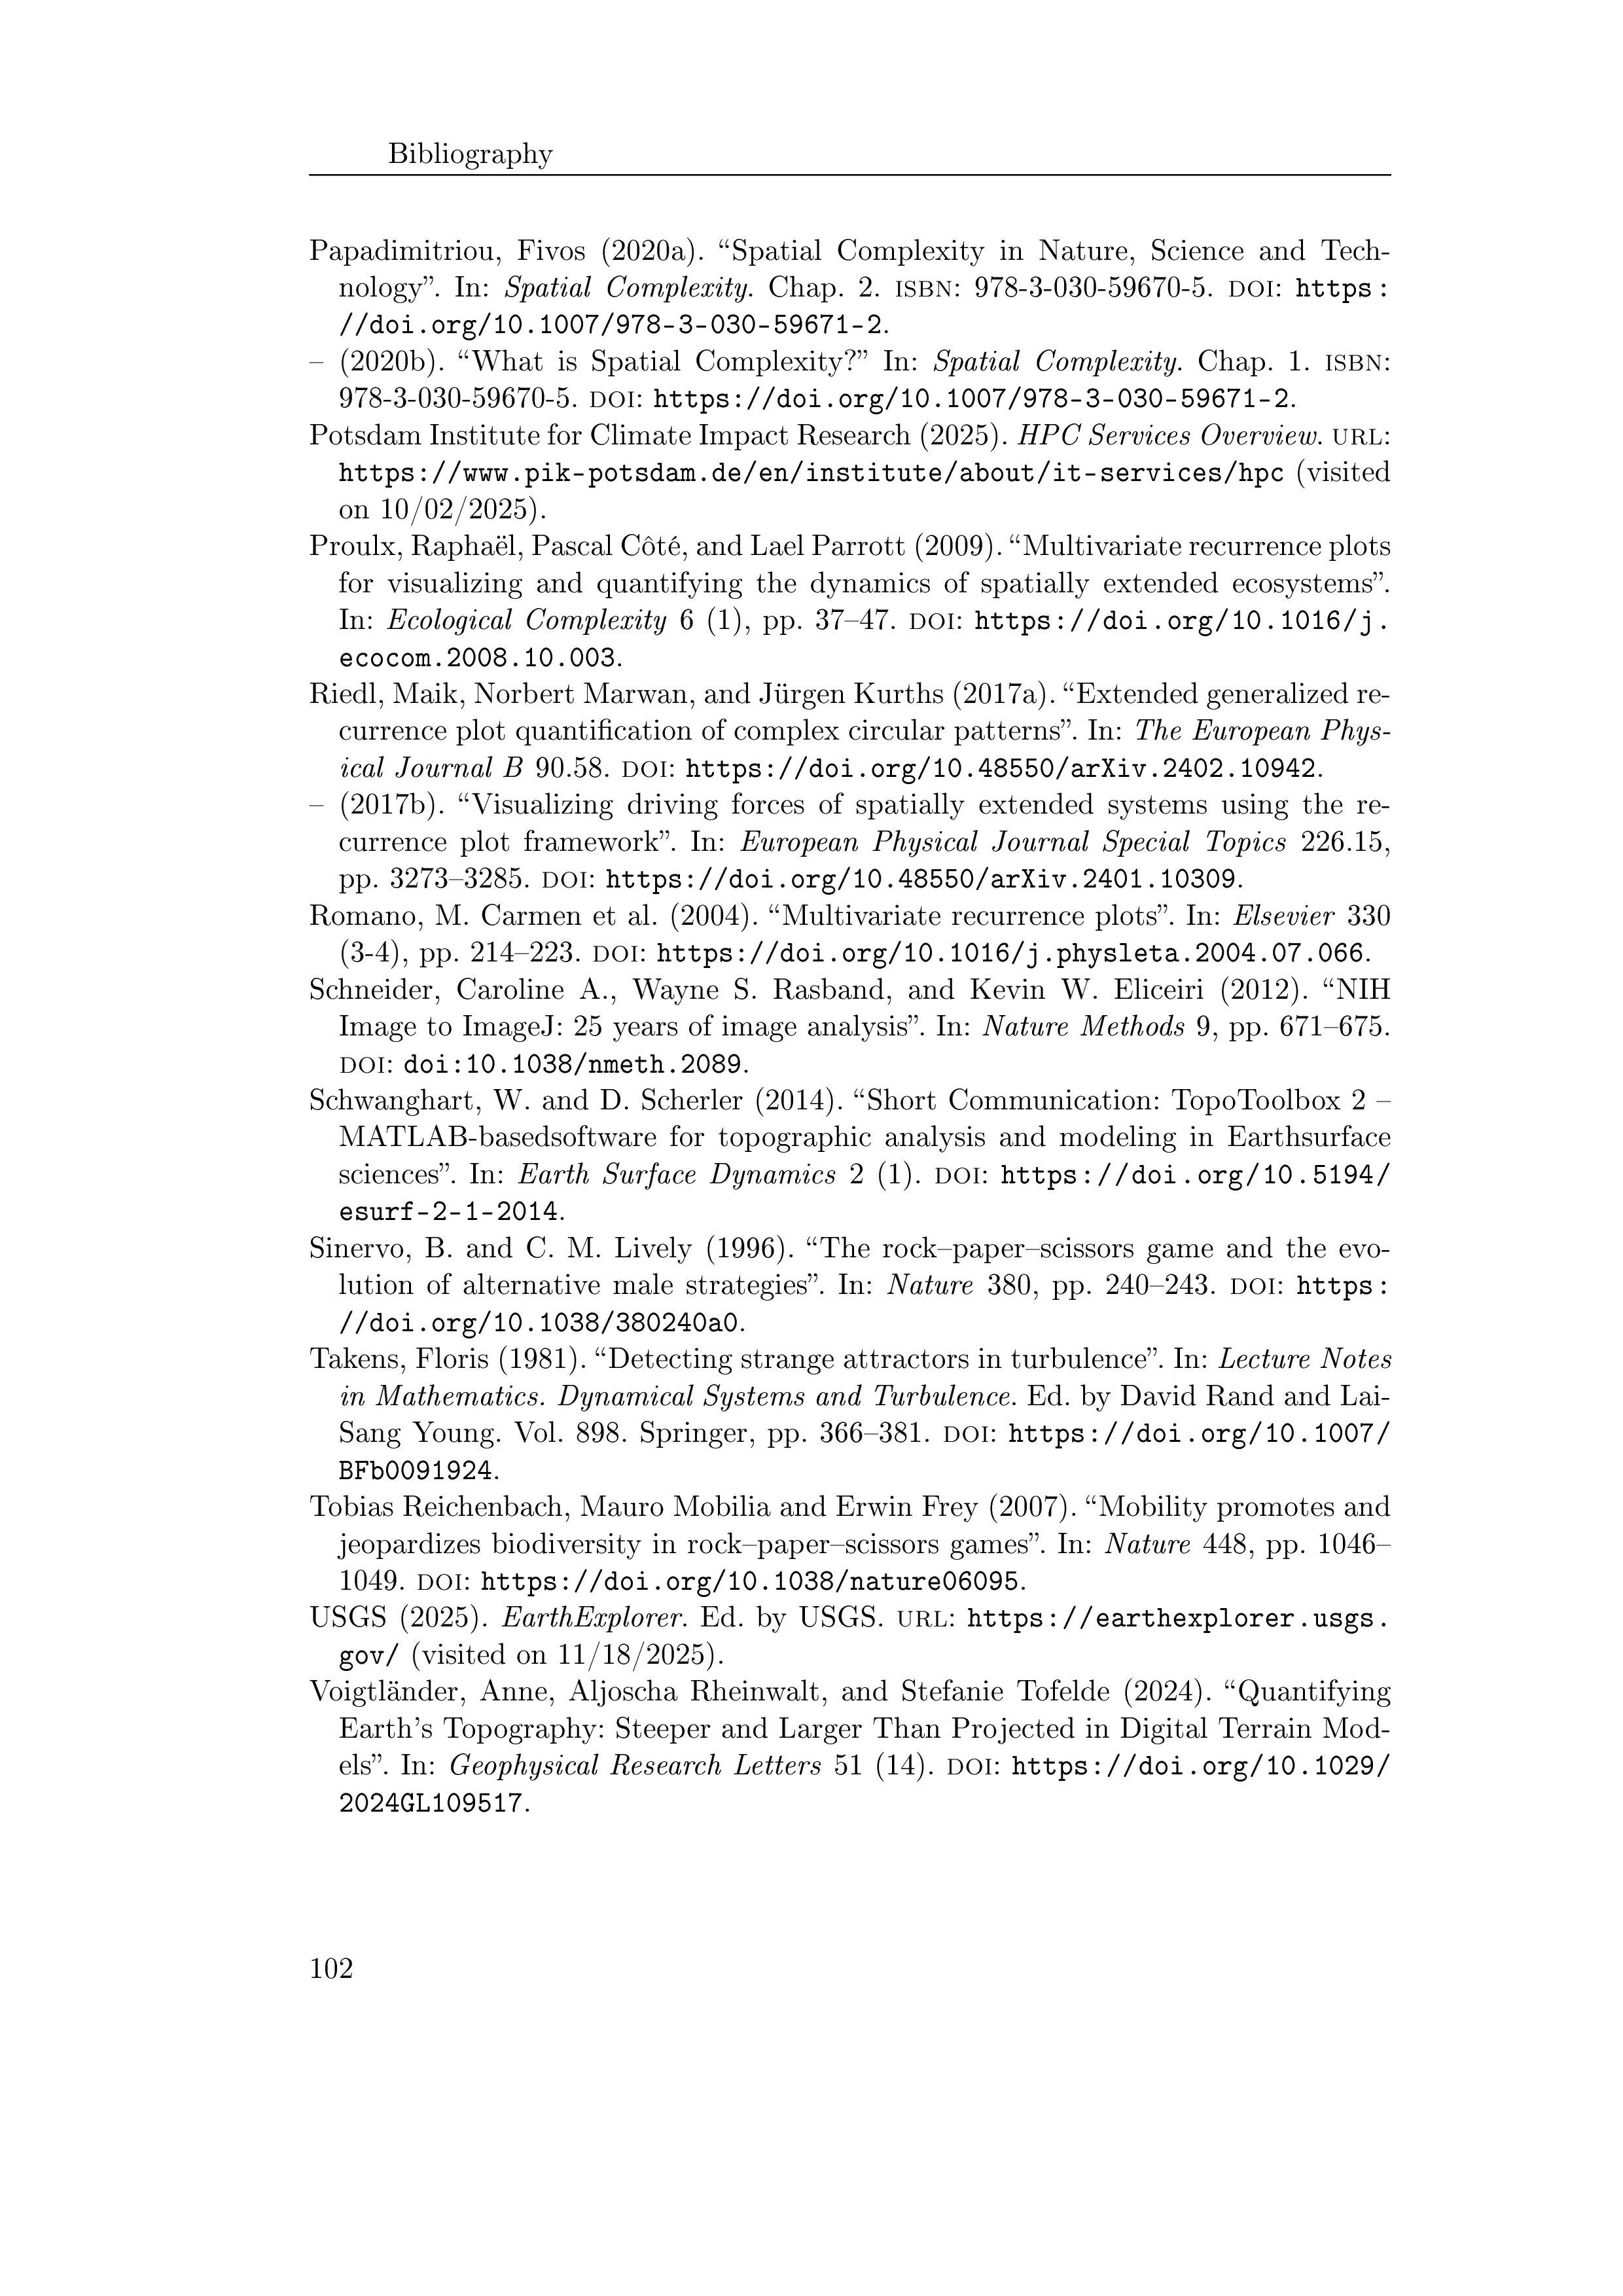 Bibliography
Papadimitriou, Fivos (2020a). “Spatial Complexity in Nature, Science and Tech-
nology”. In: Spatial Complexity. Chap. 2. ISBN: 978-3-030-59670-5. DOI: https:
//doi.org/10.1007/978-3-030-59671-2.
– (2020b). “What is Spatial Complexity?” In: Spatial Complexity. Chap. 1. ISBN:
978-3-030-59670-5. DOI: https://doi.org/10.1007/978-3-030-59671-2.
Potsdam Institute for Climate Impact Research (2025). HPC Services Overview. URL:
https://www.pik-potsdam.de/en/institute/about/it-services/hpc (visited
on 10/02/2025).
Proulx, Raphaël, Pascal Côté, and Lael Parrott (2009). “Multivariate recurrence plots
for visualizing and quantifying the dynamics of spatially extended ecosystems”.
In: Ecological Complexity 6 (1), pp. 37–47. DOI: https://doi.org/10.1016/j.
ecocom.2008.10.003.
Riedl, Maik, Norbert Marwan, and Jürgen Kurths (2017a). “Extended generalized re-
currence plot quantification of complex circular patterns”. In: The European Phys-
ical Journal B 90.58. DOI: https://doi.org/10.48550/arXiv.2402.10942.
– (2017b). “Visualizing driving forces of spatially extended systems using the re-
currence plot framework”. In: European Physical Journal Special Topics 226.15,
pp. 3273–3285. DOI: https://doi.org/10.48550/arXiv.2401.10309.
Romano, M. Carmen et al. (2004). “Multivariate recurrence plots”. In: Elsevier 330
(3-4), pp. 214–223. DOI: https://doi.org/10.1016/j.physleta.2004.07.066.
Schneider, Caroline A., Wayne S. Rasband, and Kevin W. Eliceiri (2012). “NIH
Image to ImageJ: 25 years of image analysis”. In: Nature Methods 9, pp. 671–675.
DOI: doi:10.1038/nmeth.2089.
Schwanghart, W. and D. Scherler (2014). “Short Communication: TopoToolbox 2 –
MATLAB-basedsoftware for topographic analysis and modeling in Earthsurface
sciences”. In: Earth Surface Dynamics 2 (1). DOI: https://doi.org/10.5194/
esurf-2-1-2014.
Sinervo, B. and C. M. Lively (1996). “The rock–paper–scissors game and the evo-
lution of alternative male strategies”. In: Nature 380, pp. 240–243. DOI: https:
//doi.org/10.1038/380240a0.
Takens, Floris (1981). “Detecting strange attractors in turbulence”. In: Lecture Notes
in Mathematics. Dynamical Systems and Turbulence. Ed. by David Rand and Lai-
Sang Young. Vol. 898. Springer, pp. 366–381. DOI: https://doi.org/10.1007/
BFb0091924.
Tobias Reichenbach, Mauro Mobilia and Erwin Frey (2007). “Mobility promotes and
jeopardizes biodiversity in rock–paper–scissors games”. In: Nature 448, pp. 1046–
1049. DOI: https://doi.org/10.1038/nature06095.
USGS (2025). EarthExplorer. Ed. by USGS. URL: https://earthexplorer.usgs.
gov/ (visited on 11/18/2025).
Voigtländer, Anne, Aljoscha Rheinwalt, and Stefanie Tofelde (2024). “Quantifying
Earth’s Topography: Steeper and Larger Than Projected in Digital Terrain Mod-
els”. In: Geophysical Research Letters 51 (14). DOI: https://doi.org/10.1029/
2024GL109517.
102